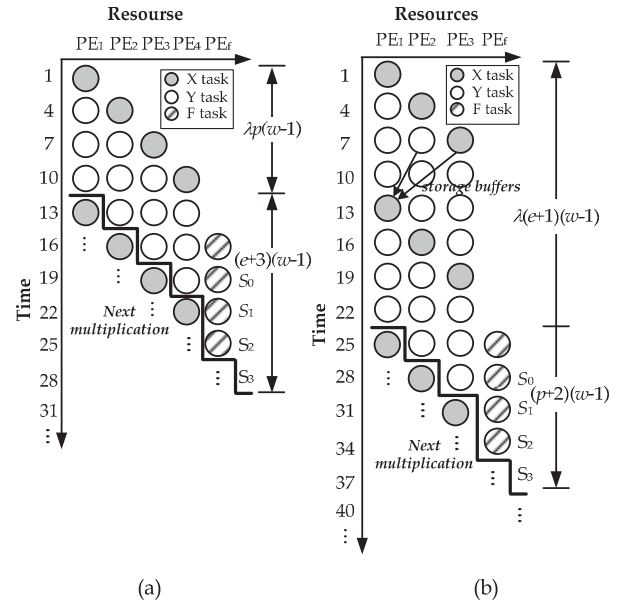 Resourse
PE1 PE2 PE3 PE4 PEf
X task
Y task
F task
1
4
7
10
13
16
19
22
25
28
31
...
Time
λp(w-1)
(e+3)(w-1)
S0
S1
S2
S3
Next
multiplication
(a)
Resources
PE1 PE2 PE3 PEf
X task
Y task
F task
1
4
7
10
13
16
19
22
25
28
31
34
37
40
...
Time
storage buffers
λ(e+1)(w-1)
(p+2)(w-1)
S0
S1
S2
S3
Next
multiplication
(b)